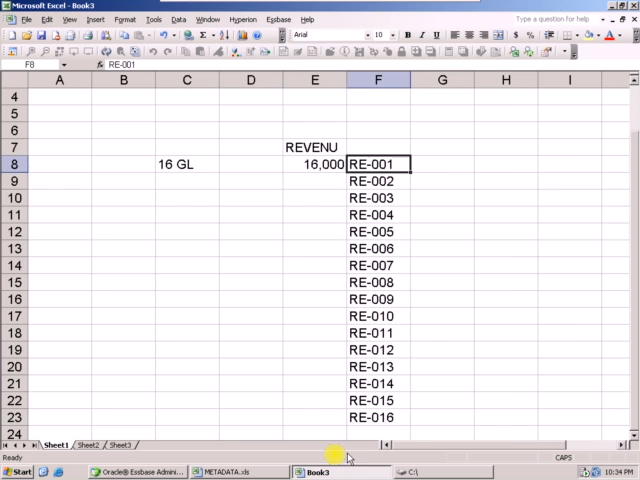 Microsoft Excel - Book3
File Edit View Insert Format Tools Data Window Hyperion Essbase Help
Type a question for help
Arial 10 B I U $ %
F8 fx RE-001
A B C D E F G H I
4
5
6
7 REVENU
8 16 GL 16,000 RE-001
9 RE-002
10 RE-003
11 RE-004
12 RE-005
13 RE-006
14 RE-007
15 RE-008
16 RE-009
17 RE-010
18 RE-011
19 RE-012
20 RE-013
21 RE-014
22 RE-015
23 RE-016
24
Sheet1 Sheet2 Sheet3
Ready CAPS
Start Oracle® Essbase Admini... METADATA.xls Book3 C:\ 10:34 PM